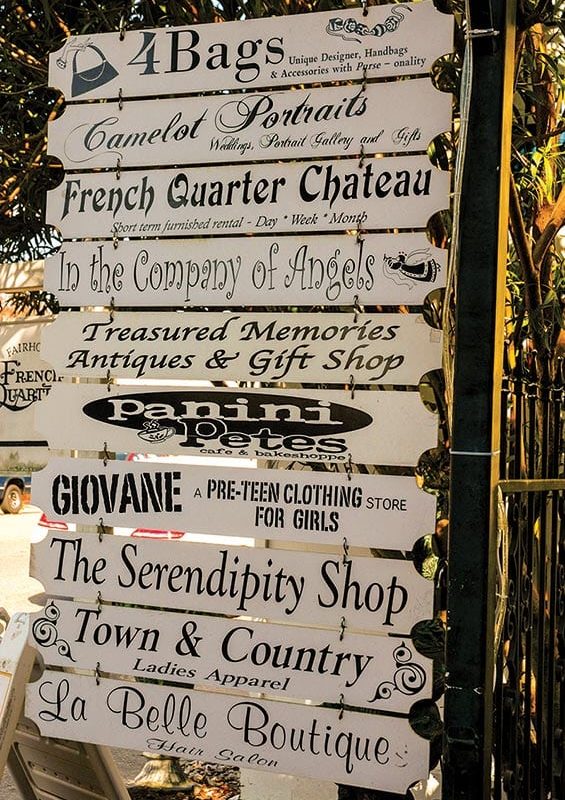 4Bags Unique Designer, Handbags
& Accessories with Purse - onality
Camelot Portraits
Weddings, Portrait Gallery and Gifts
French Quarter Chateau
Short term furnished rental - Day * Week * Month
In the Company of Angels
Treasured Memories
Antiques & Gift Shop
panini
Petes
cafe & bakeshoppe
GIOVANE A PRE-TEEN CLOTHING STORE
FOR GIRLS
The Serendipity Shop
Town & Country
Ladies Apparel
La Belle Boutique
Hair Salon
FRENCH